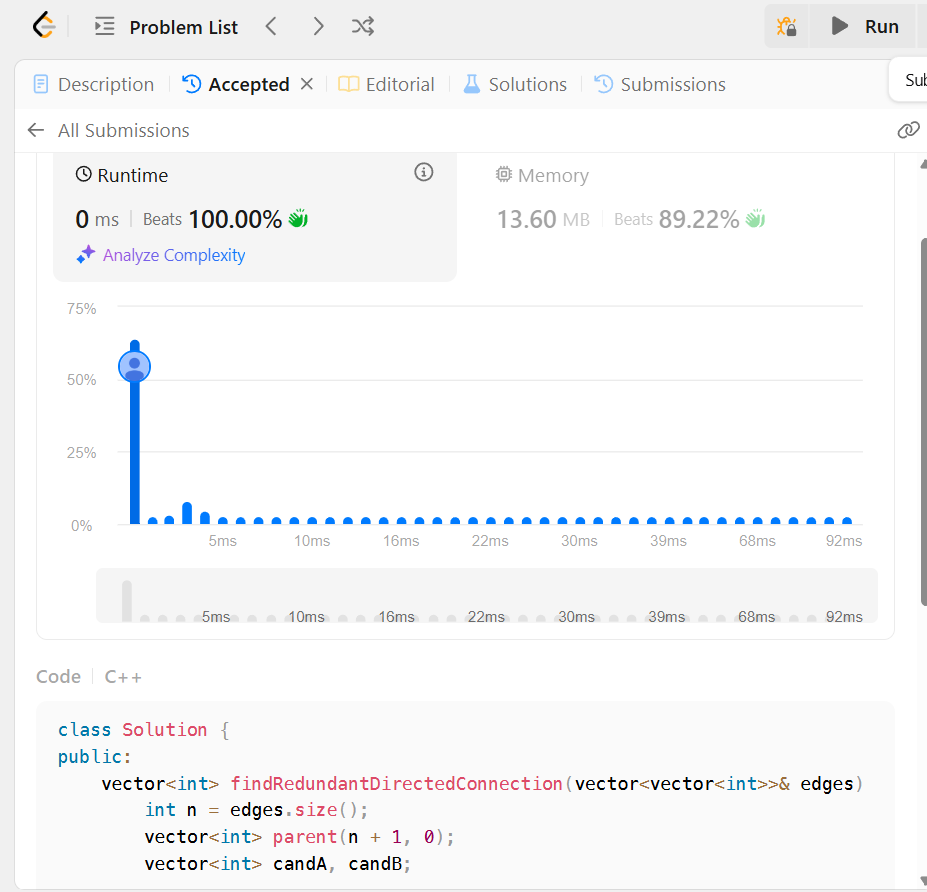 Problem List
Run
Description
Accepted
Editorial
Solutions
Submissions
Sub
All Submissions
Runtime
Memory
0 ms
Beats 100.00%
13.60 MB
Beats 89.22%
Analyze Complexity
75%
50%
25%
0%
5ms 10ms 16ms 22ms 30ms 39ms 68ms 92ms
5ms 10ms 16ms 22ms 30ms 39ms 68ms 92ms
Code
C++
class Solution {
public:
    vector<int> findRedundantDirectedConnection(vector<vector<int>>& edges)
        int n = edges.size();
        vector<int> parent(n + 1, 0);
        vector<int> candA, candB;